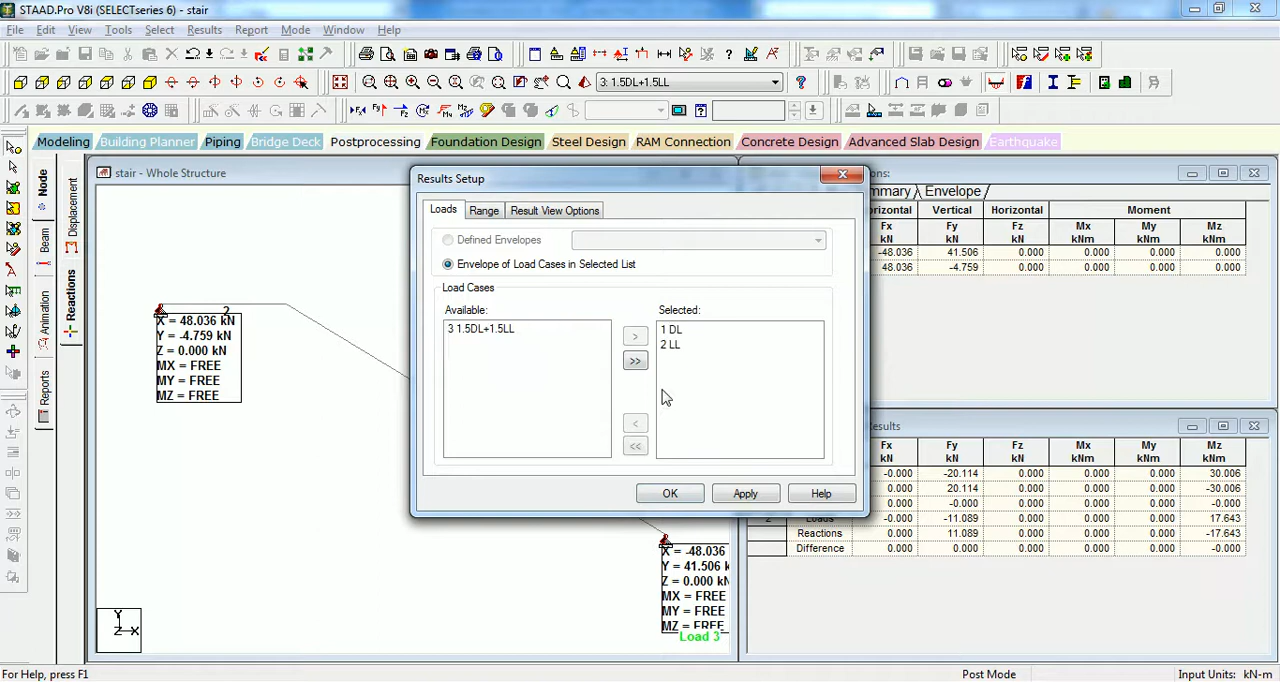 STAAD.Pro V8i (SELECTseries 6) - stair
File Edit View Tools Select Results Report Mode Window Help
3: 1.5DL+1.5LL
Modeling Building Planner Piping Bridge Deck Postprocessing Foundation Design Steel Design RAM Connection Concrete Design Advanced Slab Design Earthquake
Node
Beam
Animation
Reports
Displacement
Reactions
stair - Whole Structure
2
X = 48.036 kN
Y = -4.759 kN
Z = 0.000 kN
MX = FREE
MY = FREE
MZ = FREE
X = -48.036
Y = 41.506 kN
Z = 0.000 kN
MX = FREE
MY = FREE
MZ = FREE
Load 3
Y
Z X
Results Setup
Loads Range Result View Options
Defined Envelopes
Envelope of Load Cases in Selected List
Load Cases
Available: Selected:
3 1.5DL+1.5LL
1 DL
2 LL
>
>>
<
<<
OK Apply Help
Envelope
Vertical Horizontal Moment
Fx kN Fy kN Fz kN Mx kNm My kNm Mz kNm
-48.036 41.506 0.000 0.000 0.000 0.000
48.036 -4.759 0.000 0.000 0.000 0.000
Fx kN Fy kN Fz kN Mx kNm My kNm Mz kNm
-0.000 -20.114 0.000 0.000 0.000 30.006
0.000 20.114 0.000 0.000 0.000 -30.006
0.000 0.000 0.000 0.000 0.000 -0.000
2 Loads -0.000 -11.089 0.000 0.000 0.000 17.643
Reactions 0.000 11.089 0.000 0.000 0.000 -17.643
Difference 0.000 0.000 0.000 0.000 0.000 -0.000
For Help, press F1
Post Mode
Input Units: kN-m